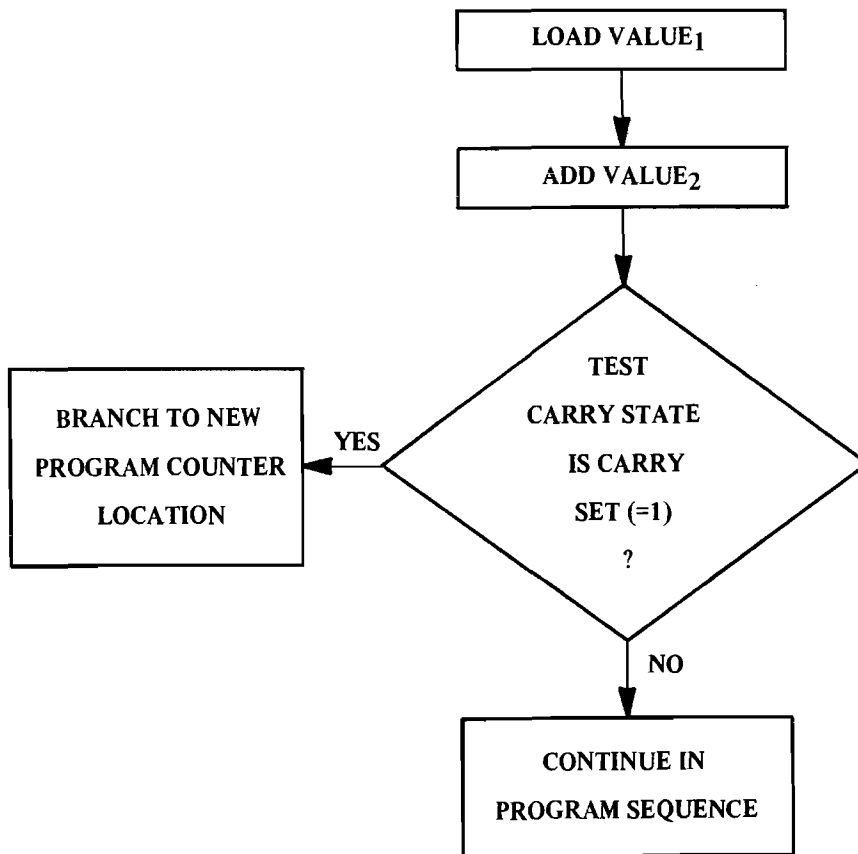 LOAD VALUE1
ADD VALUE2
TEST
CARRY STATE
IS CARRY
SET (=1)
?
YES
BRANCH TO NEW
PROGRAM COUNTER
LOCATION
NO
CONTINUE IN
PROGRAM SEQUENCE